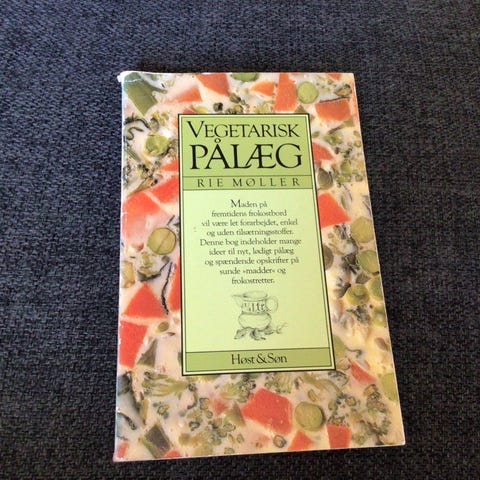 VEGETARISK
PÅLÆG
RIE MØLLER
Maden på
fremtidens frokostbord
vil være let forarbejdet, enkel
og uden tilsætningsstoffer.
Denne bog indeholder mange
ideer til nyt, lødigt pålæg
og spændende opskrifter på
sunde »madder« og
frokostretter.
Høst & Søn